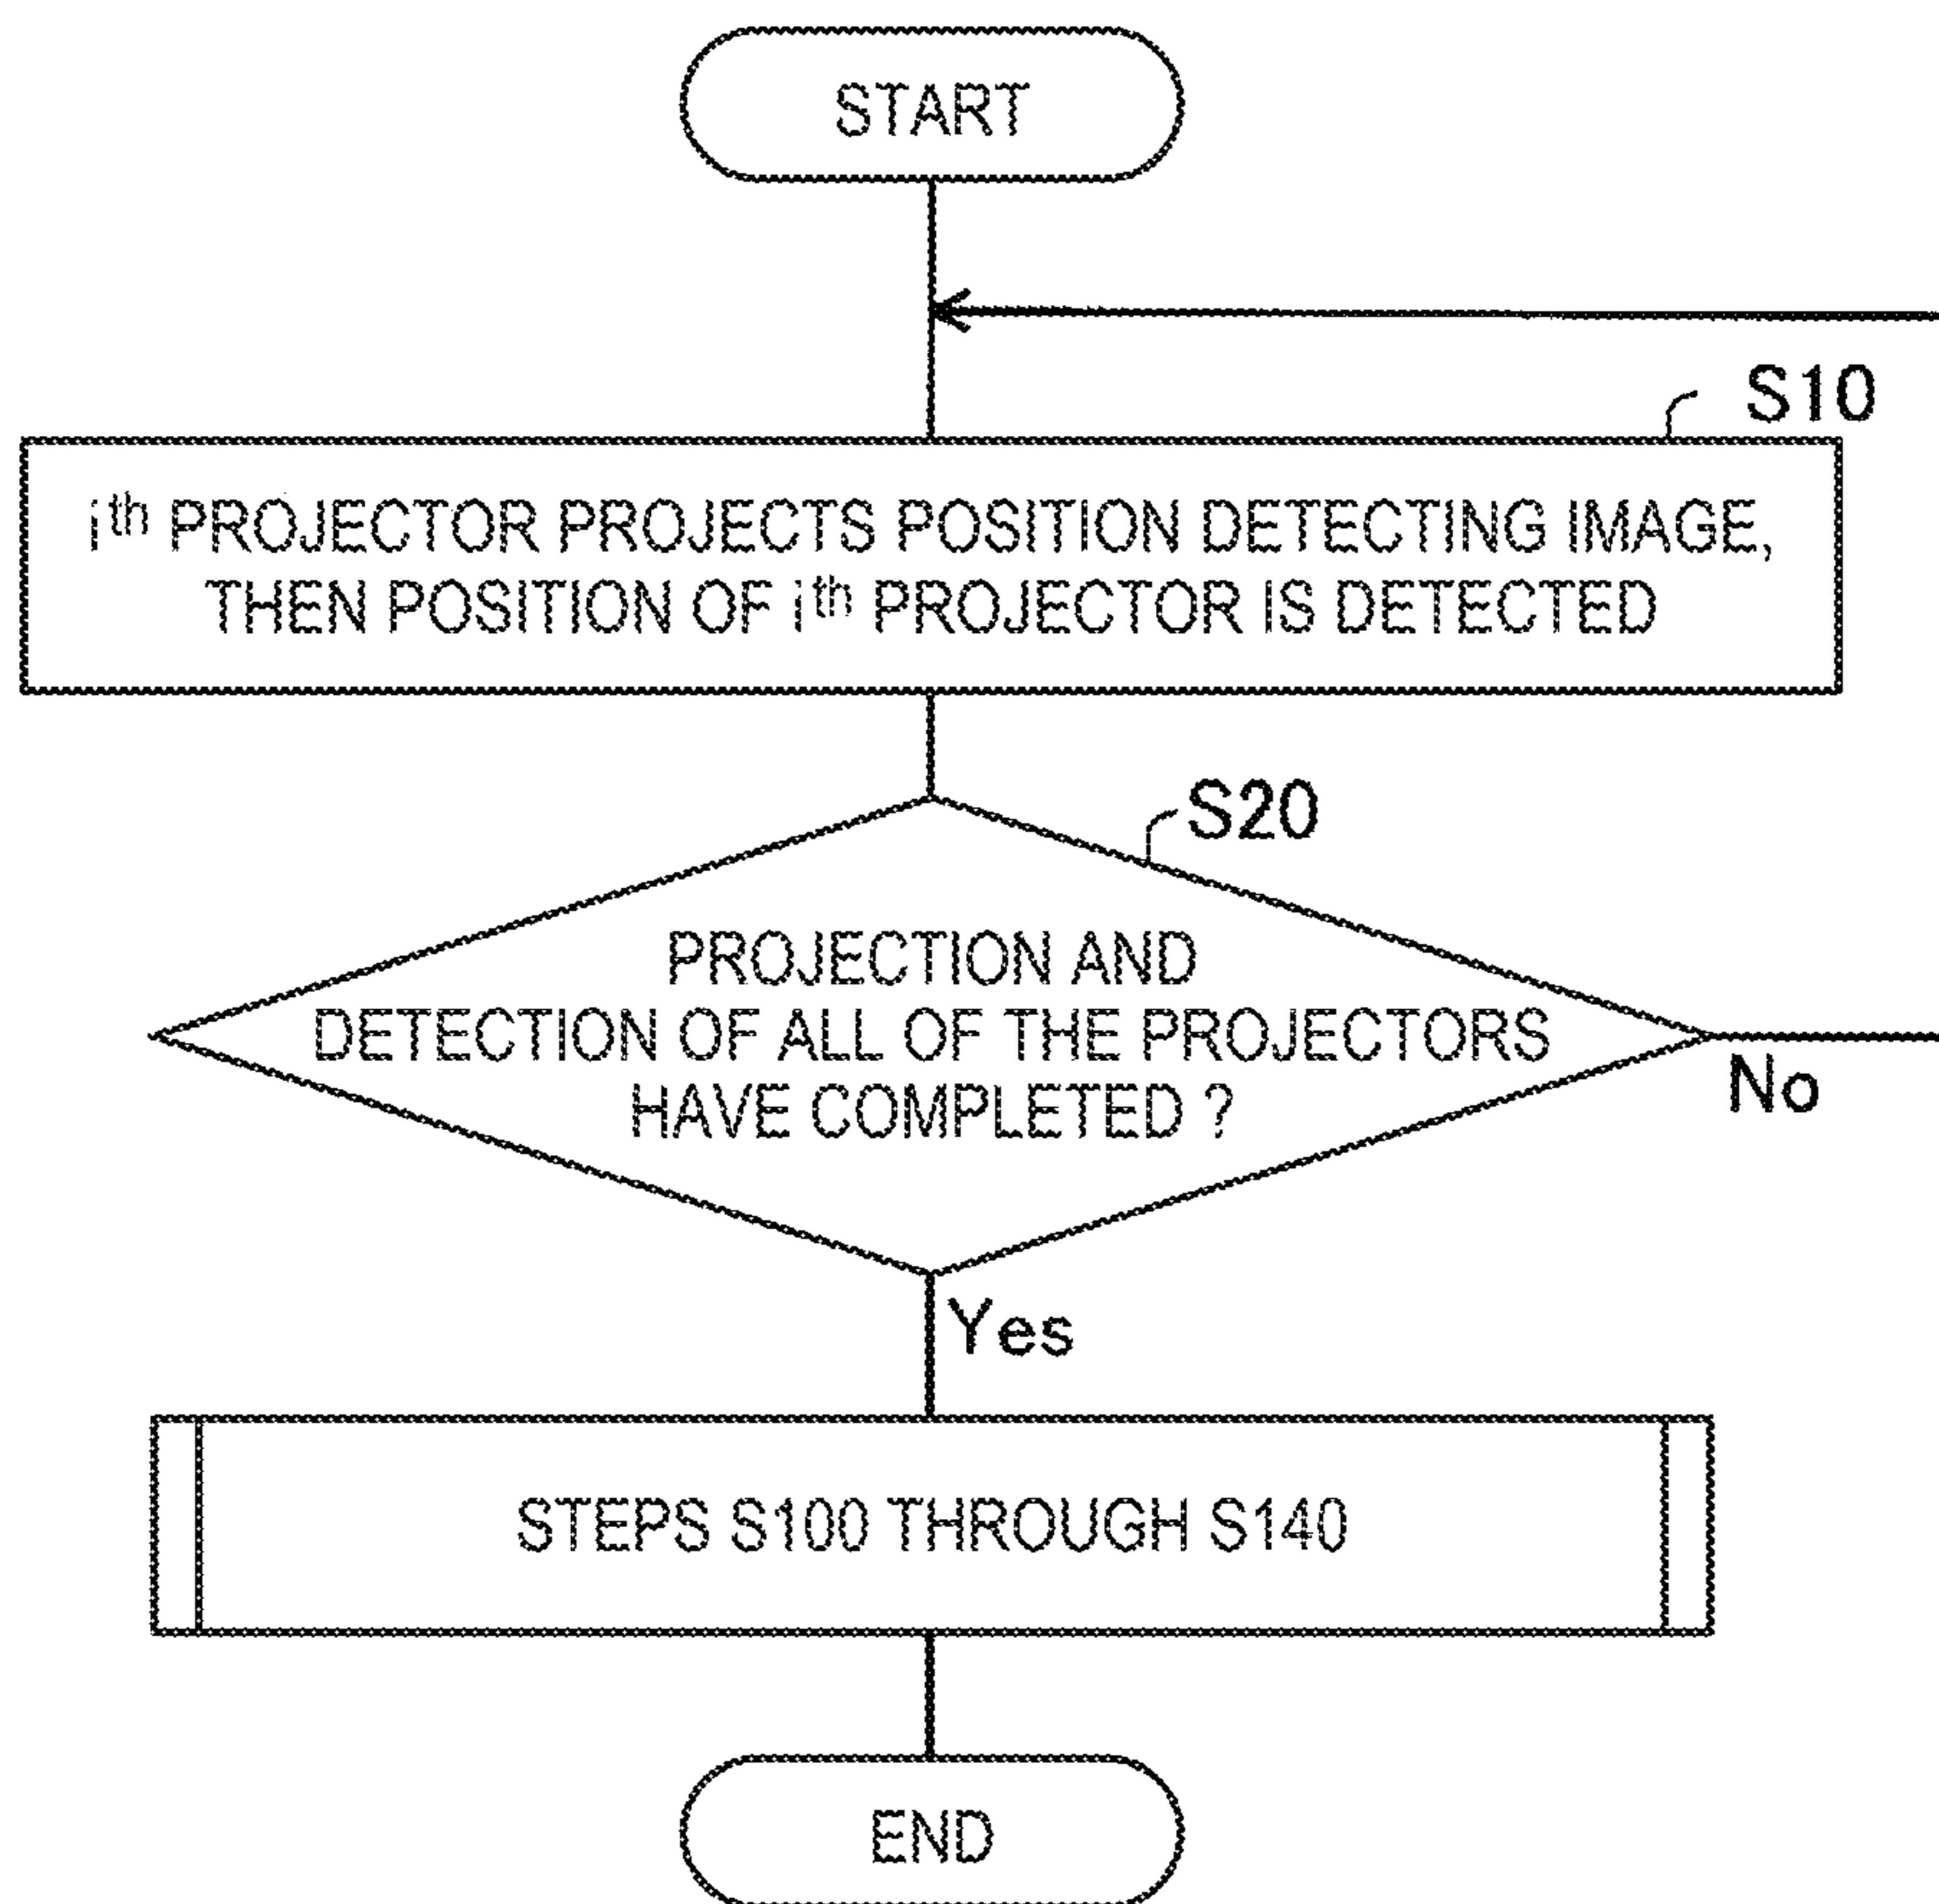 START
S10
ith PROJECTOR PROJECTS POSITION DETECTING IMAGE,
THEN POSITION OF ith PROJECTOR IS DETECTED
S20
PROJECTION AND
DETECTION OF ALL OF THE PROJECTORS
HAVE COMPLETED ?
No
Yes
STEPS S100 THROUGH S140
END